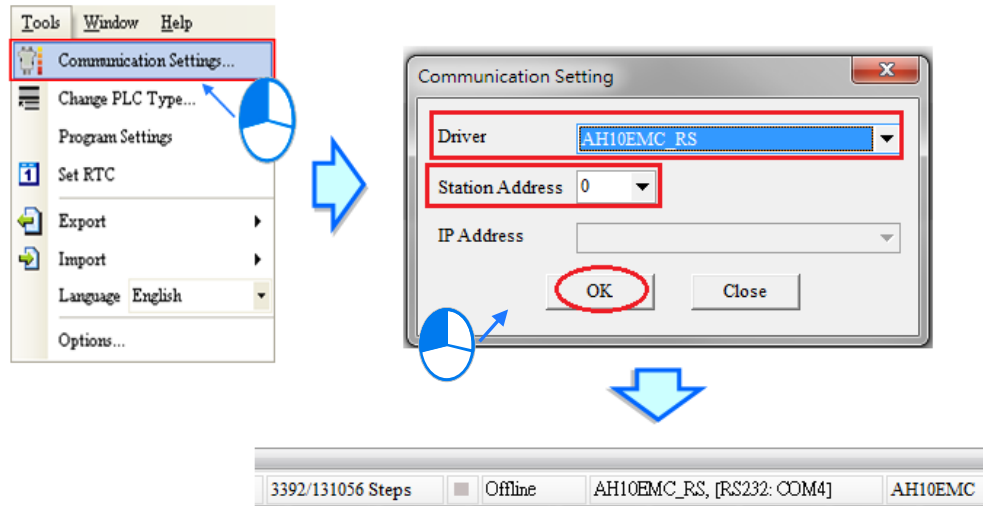 Tools Window Help
Communication Settings...
Change PLC Type...
Program Settings
1 Set RTC
Export
Import
Language English
Options...
Communication Setting
Driver AH10EMC_RS
Station Address 0
IP Address
OK Close
3392/131056 Steps Offline AH10EMC_RS, [RS232: COM4] AH10EMC